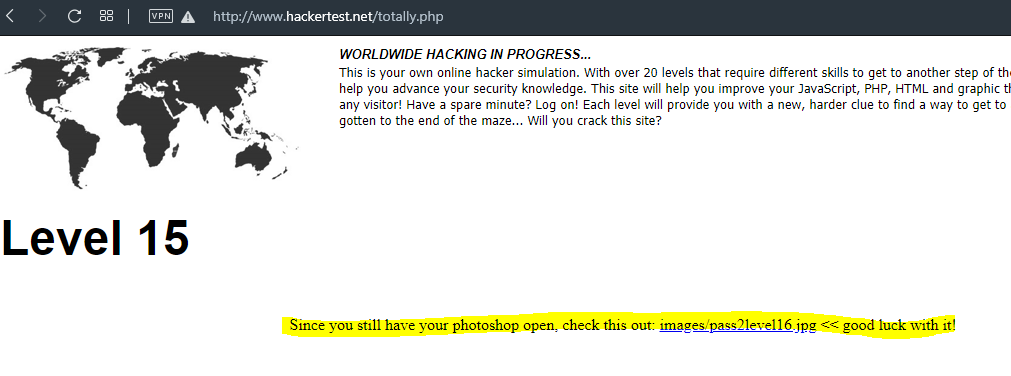 VPN http://www.hackertest.net/totally.php
WORLDWIDE HACKING IN PROGRESS...
This is your own online hacker simulation. With over 20 levels that require different skills to get to another step of the
help you advance your security knowledge. This site will help you improve your JavaScript, PHP, HTML and graphic th
any visitor! Have a spare minute? Log on! Each level will provide you with a new, harder clue to find a way to get to
gotten to the end of the maze... Will you crack this site?
Level 15
Since you still have your photoshop open, check this out: images/pass2level16.jpg << good luck with it!